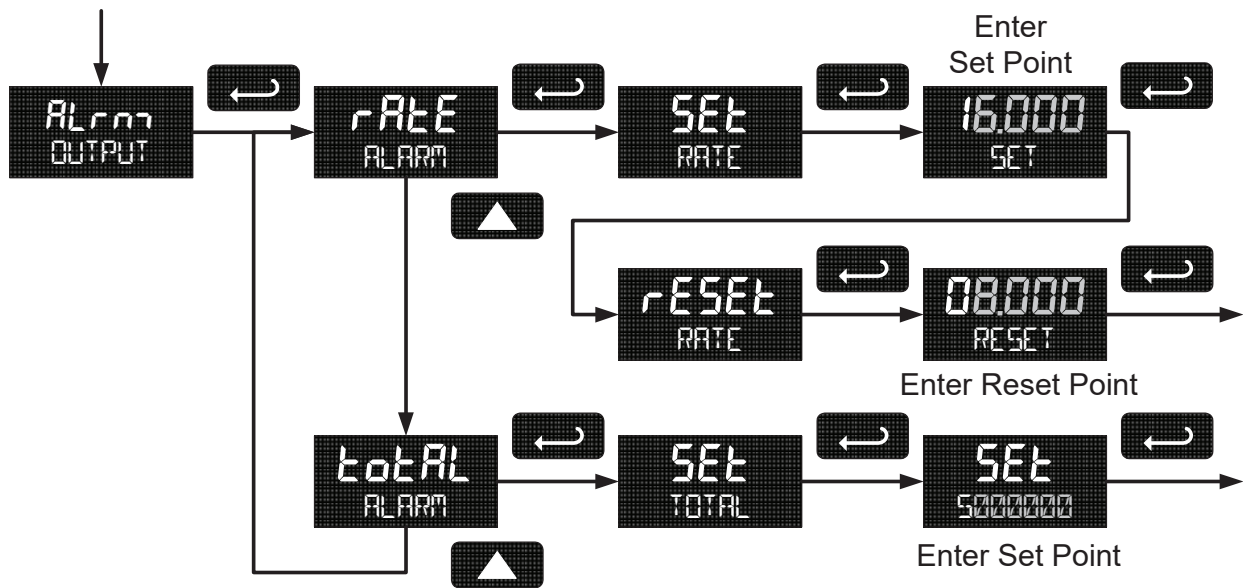 Enter
Set Point
ALrm
OUTPUT
rAtE
ALARM
SEt
RATE
16.000
SET
rESEt
RATE
08.000
RESET
Enter Reset Point
totAL
ALARM
SEt
TOTAL
SEt
5000000
Enter Set Point